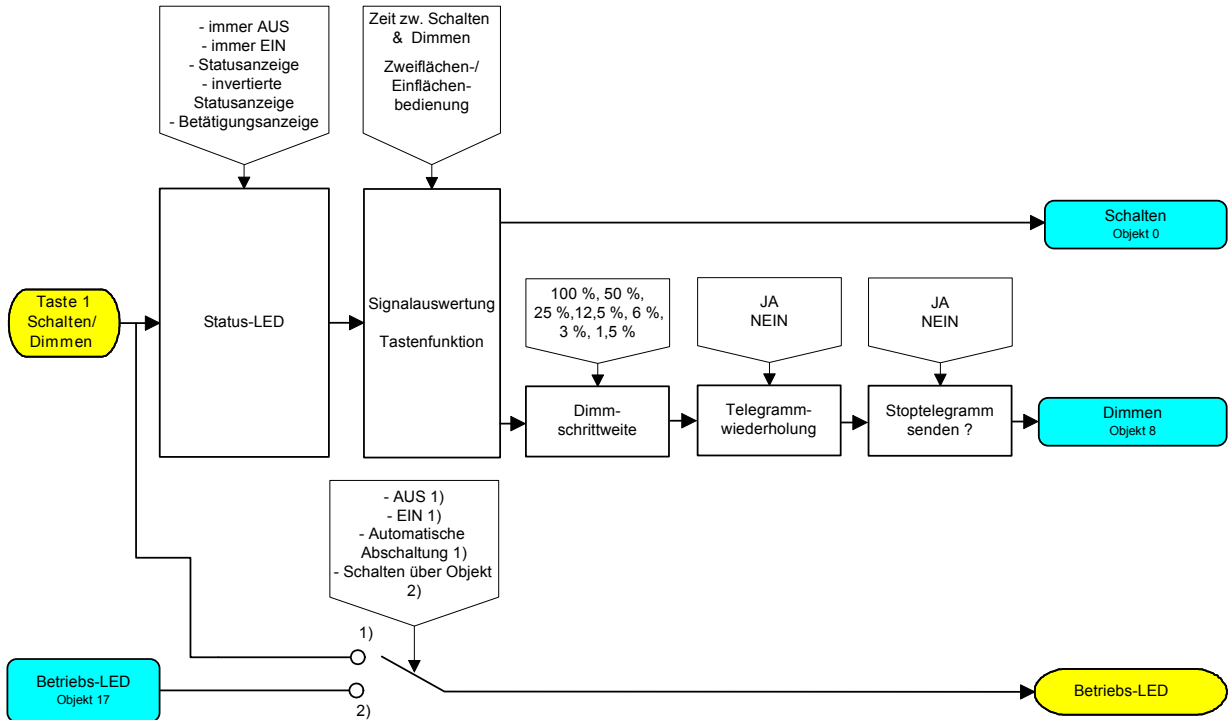 - immer AUS
- immer EIN
- Statusanzeige
- invertierte
Statusanzeige
- Betätigungsanzeige
Zeit zw. Schalten
& Dimmen
Zweiflächen-/
Einflächen-
bedienung
Taste 1
Schalten/
Dimmen
Status-LED
Signalauswertung
Tastenfunktion
Schalten
Objekt 0
100 %, 50 %,
25 %,12,5 %, 6 %,
3 %, 1,5 %
JA
NEIN
JA
NEIN
Dimm-
schrittweite
Telegramm-
wiederholung
Stoptelegramm
senden ?
Dimmen
Objekt 8
- AUS 1)
- EIN 1)
- Automatische
Abschaltung 1)
- Schalten über Objekt
2)
1)
2)
Betriebs-LED
Objekt 17
Betriebs-LED